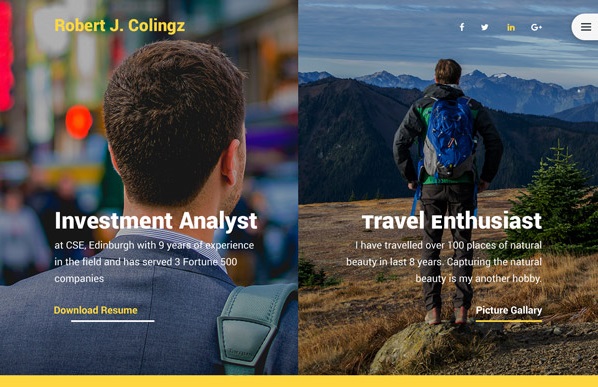 Robert J. Colingz
Investment Analyst
at CSE, Edinburgh with 9 years of experience
in the field and has served 3 Fortune 500
companies
Download Resume
Travel Enthusiast
I have travelled over 100 places of natural
beauty in last 8 years. Capturing the natural
beauty is my another hobby.
Picture Gallary